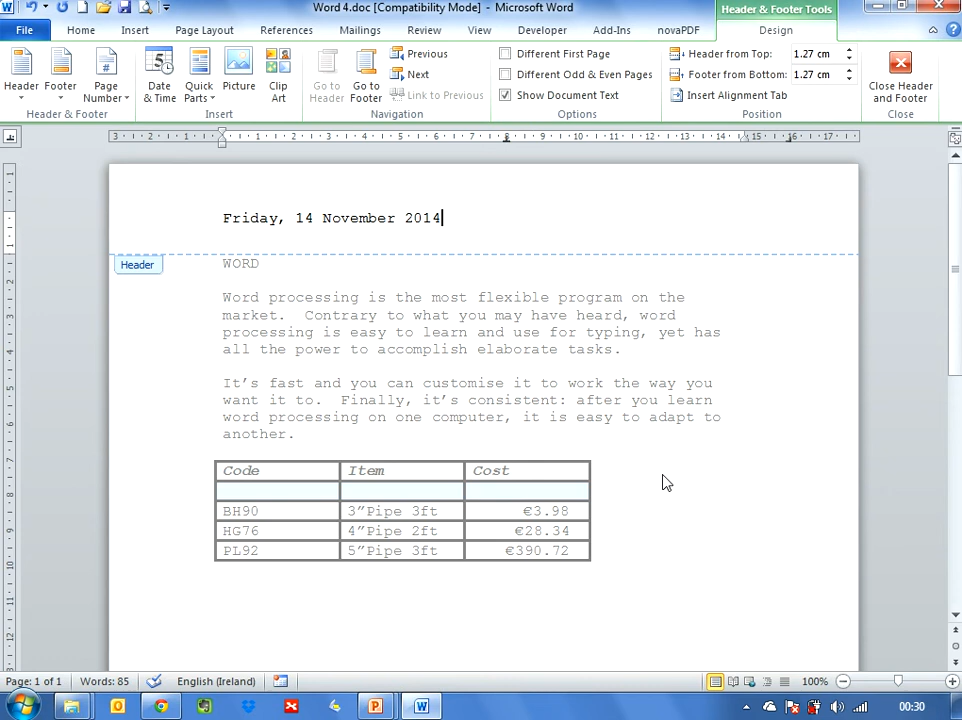 Word 4.doc [Compatibility Mode] - Microsoft Word
Header & Footer Tools
File Home Insert Page Layout References Mailings Review View Developer Add-Ins novaPDF Design
Header Footer Page Number
Date & Time Quick Parts Picture Clip Art
Go to Header Go to Footer
Previous
Next
Link to Previous
Different First Page
Different Odd & Even Pages
Show Document Text
Header from Top: 1.27 cm
Footer from Bottom: 1.27 cm
Insert Alignment Tab
Close Header and Footer
Header & Footer Insert Navigation Options Position Close
Friday, 14 November 2014
Header
WORD
Word processing is the most flexible program on the
market. Contrary to what you may have heard, word
processing is easy to learn and use for typing, yet has
all the power to accomplish elaborate tasks.
It's fast and you can customise it to work the way you
want it to. Finally, it's consistent: after you learn
word processing on one computer, it is easy to adapt to
another.
Code Item Cost
BH90 3”Pipe 3ft €3.98
HG76 4”Pipe 2ft €28.34
PL92 5”Pipe 3ft €390.72
Page: 1 of 1 Words: 85 English (Ireland) 100%
00:30